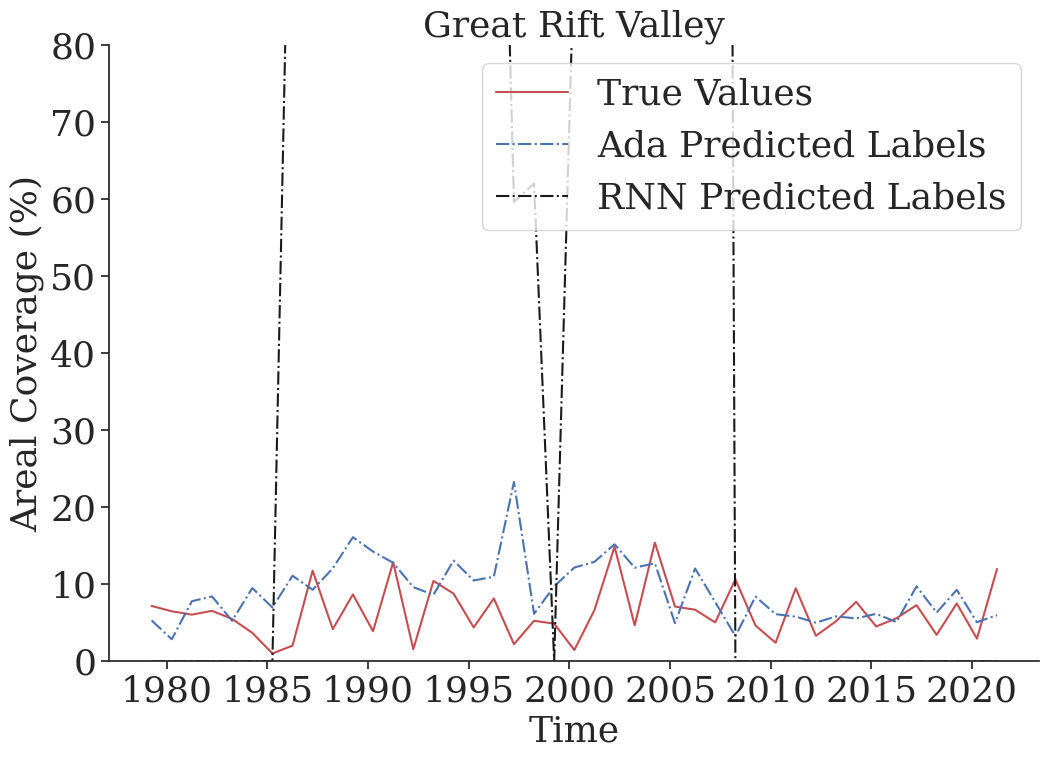 Great Rift Valley
80
70
60
50
40
30
20
10
0
Areal Coverage (%)
True Values
Ada Predicted Labels
RNN Predicted Labels
1980 1985 1990 1995 2000 2005 2010 2015 2020
Time